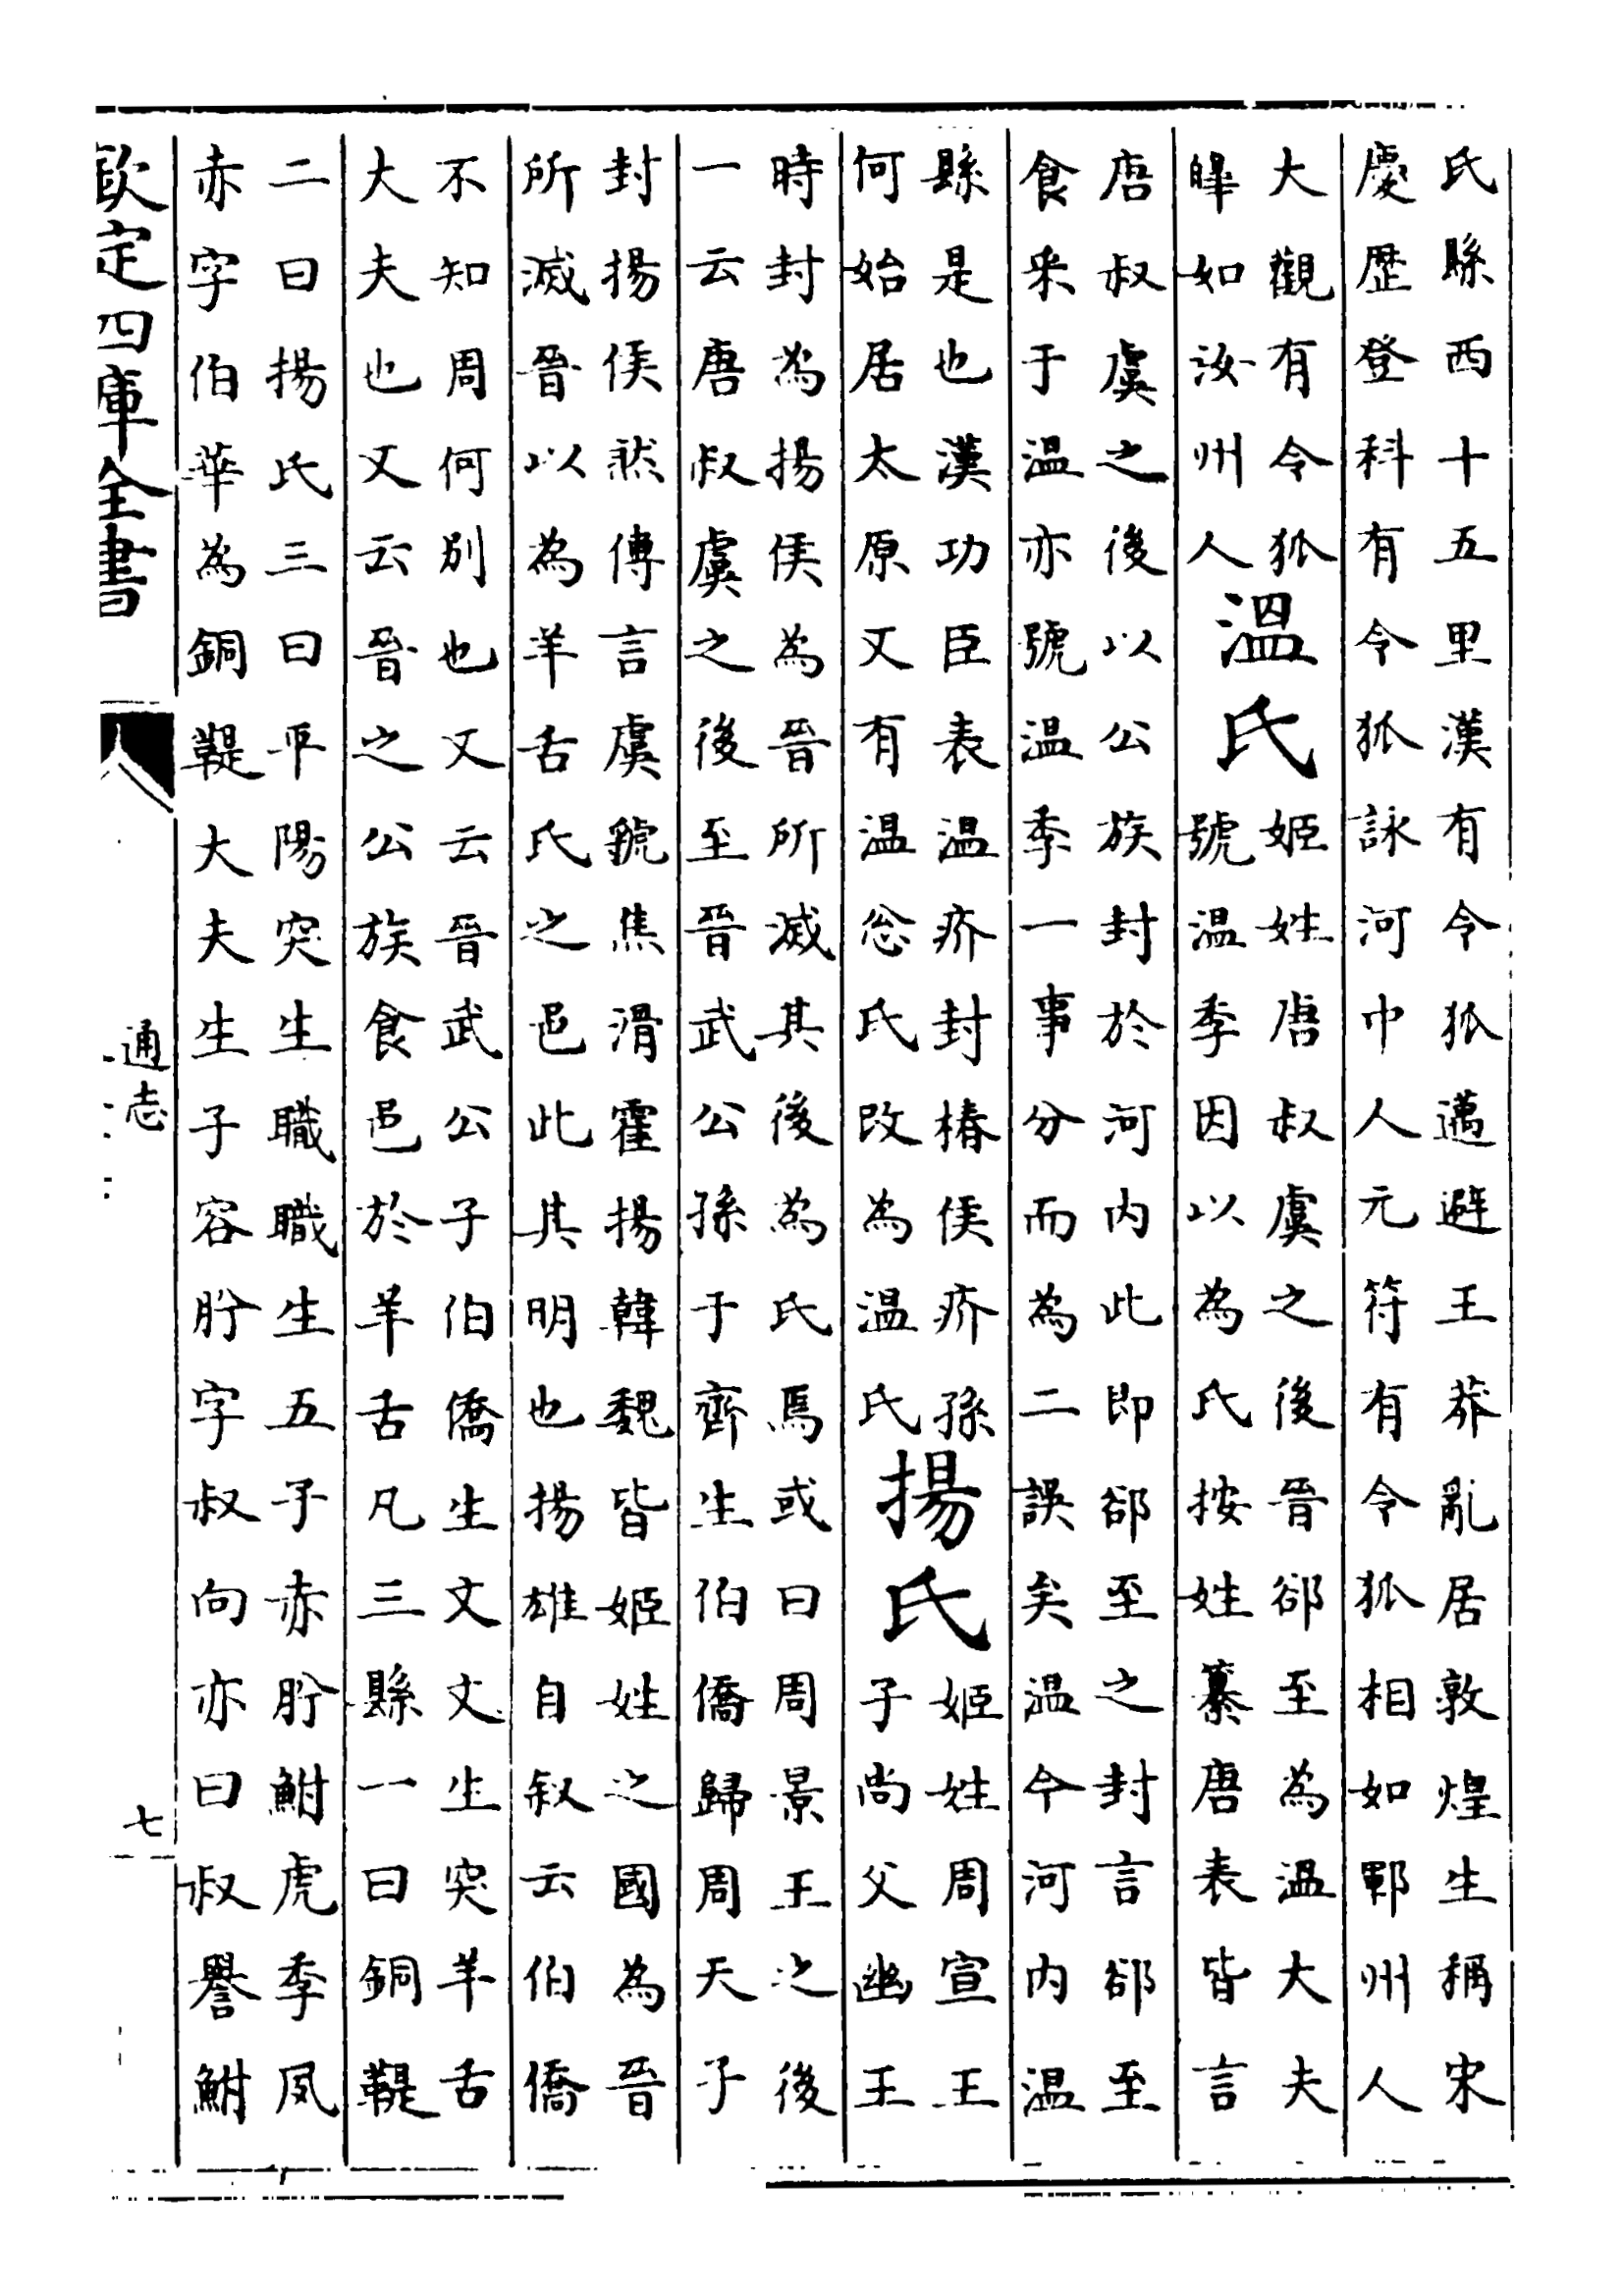 氏縣西十五里漢有令狐邁避王莽亂居敦煌生稱宋
慶歴登科有令狐詠河中人元符有令狐相如鄆州人
大觀有令狐
皥如汝州人
温氏
姬姓唐叔虞之後晉郤至為温大夫
號温季因以為氏按姓纂唐表皆言
唐叔虞之後以公族封於河内此即郤至之封言郤至
食采于温亦號温季一事分而為二誤矣温今河内温
縣是也漢功臣表温疥封椿侯疥孫
何始居太原又有温忩氏改為温氏
揚氏
姬姓周宣王
子尚父幽王
時封為揚侯為晉所滅其後為氏焉或曰周景王之後
一云唐叔虞之後至晉武公孫于齊生伯僑歸周天子
封揚侯然傳言虞虢焦滑霍揚韓魏皆姬姓之國為晉
所滅晉以為羊舌氏之邑此其明也揚雄自叙云伯僑
不知周何别也又云晉武公子伯僑生文文生突羊舌
大夫也又云晉之公族食邑於羊舌凡三縣一曰銅鞮
二曰揚氏三曰平陽突生職職生五子赤肸鮒虎季夙
赤字伯華為銅鞮大夫生子容肸字叔向亦曰叔譽鮒
欽定四庫全書
通志
七